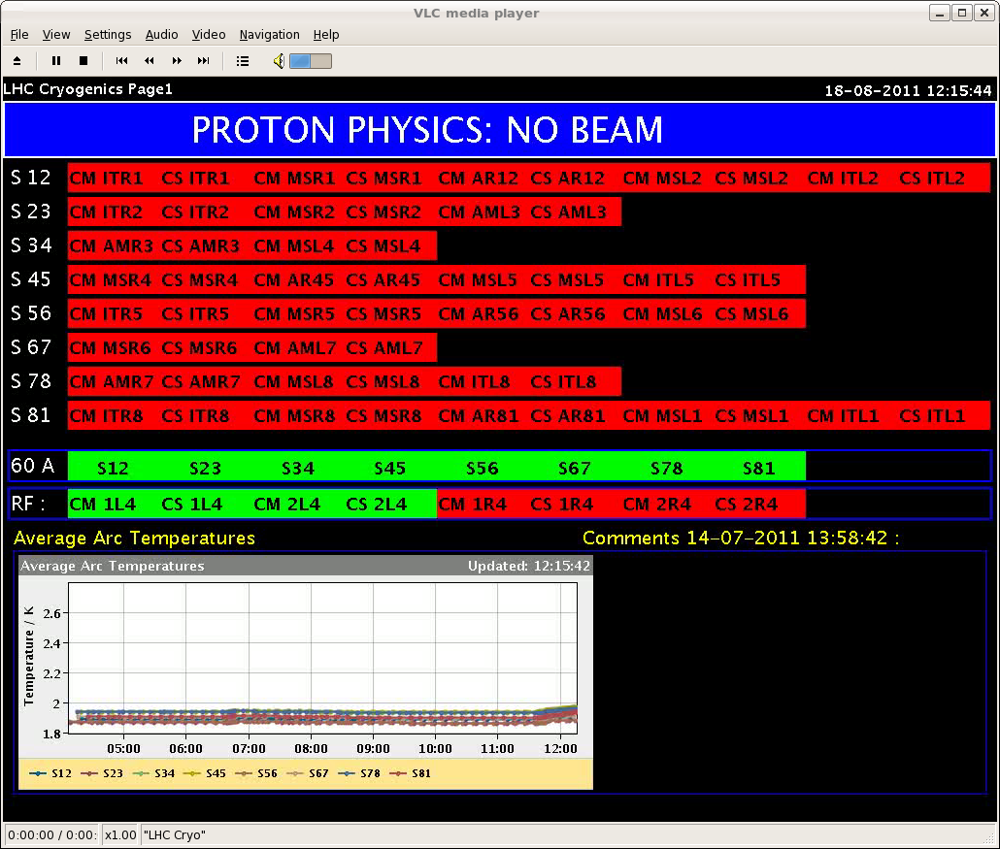 VLC media player
File View Settings Audio Video Navigation Help
LHC Cryogenics Page1 18-08-2011 12:15:44
PROTON PHYSICS: NO BEAM
S 12 CM ITR1 CS ITR1 CM MSR1 CS MSR1 CM AR12 CS AR12 CM MSL2 CS MSL2 CM ITL2 CS ITL2
S 23 CM ITR2 CS ITR2 CM MSR2 CS MSR2 CM AML3 CS AML3
S 34 CM AMR3 CS AMR3 CM MSL4 CS MSL4
S 45 CM MSR4 CS MSR4 CM AR45 CS AR45 CM MSL5 CS MSL5 CM ITL5 CS ITL5
S 56 CM ITR5 CS ITR5 CM MSR5 CS MSR5 CM AR56 CS AR56 CM MSL6 CS MSL6
S 67 CM MSR6 CS MSR6 CM AML7 CS AML7
S 78 CM AMR7 CS AMR7 CM MSL8 CS MSL8 CM ITL8 CS ITL8
S 81 CM ITR8 CS ITR8 CM MSR8 CS MSR8 CM AR81 CS AR81 CM MSL1 CS MSL1 CM ITL1 CS ITL1
60 A S12 S23 S34 S45 S56 S67 S78 S81
RF : CM 1L4 CS 1L4 CM 2L4 CS 2L4 CM 1R4 CS 1R4 CM 2R4 CS 2R4
Average Arc Temperatures Comments 14-07-2011 13:58:42 :
Average Arc Temperatures Updated: 12:15:42
Temperature / K
2.6
2.4
2.2
2
1.8
05:00 06:00 07:00 08:00 09:00 10:00 11:00 12:00
S12 S23 S34 S45 S56 S67 S78 S81
0:00:00 / 0:00: x1.00 "LHC Cryo"